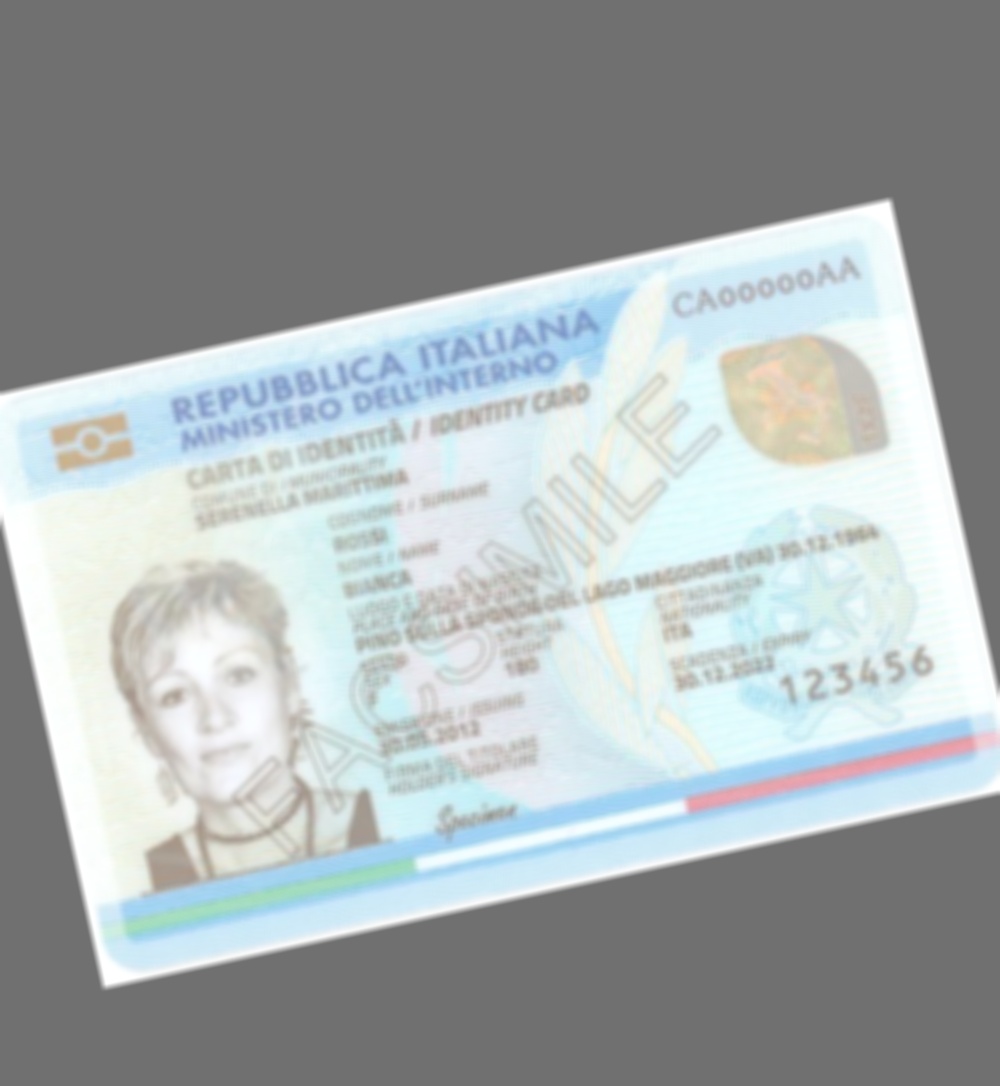 CA00000AA
REPUBBLICA ITALIANA
MINISTERO DELL'INTERNO
CARTA DI IDENTITÀ / IDENTITY CARD
COMUNE DI / MUNICIPALITY
SERENELLA MARITTIMA
COGNOME / SURNAME
ROSSI
NOME / NAME
BIANCA
LUOGO E DATA DI NASCITA
PLACE AND DATE OF BIRTH
PINO SULLA SPONDA DEL LAGO MAGGIORE (VA) 30.12.1964
SEX
F
STATURA
HEIGHT
180
CITTADINANZA
NATIONALITY
ITA
EMISSIONE / ISSUING
20.05.2012
SCADENZA / EXPIRY
30.12.2022
FIRMA DEL TITOLARE
HOLDER'S SIGNATURE
Specimen
123456
FAC SIMILE